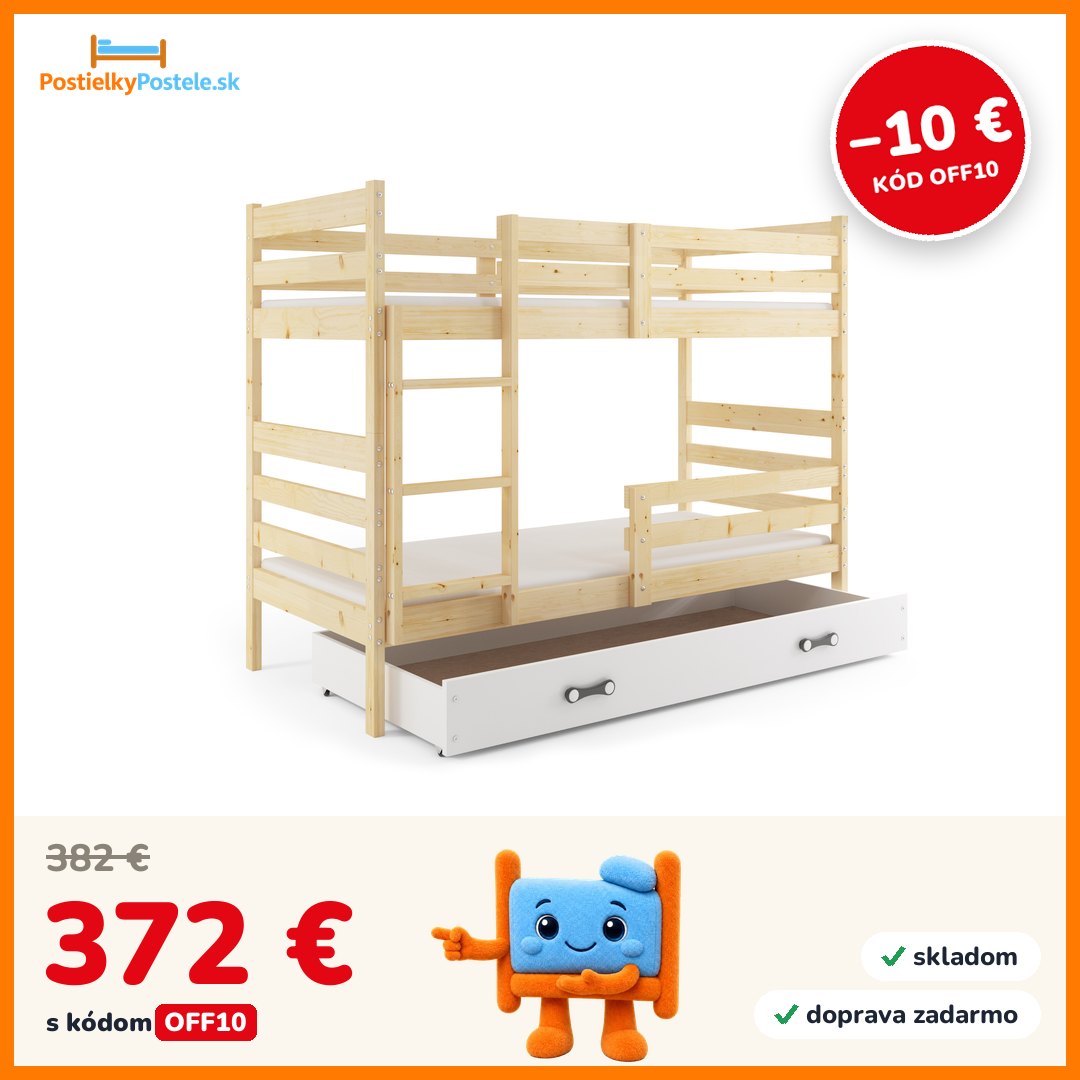 PostielkyPostele.sk
–10 €
KÓD OFF10
382 €
372 €
s kódom OFF10
✓ skladom
✓ doprava zadarmo